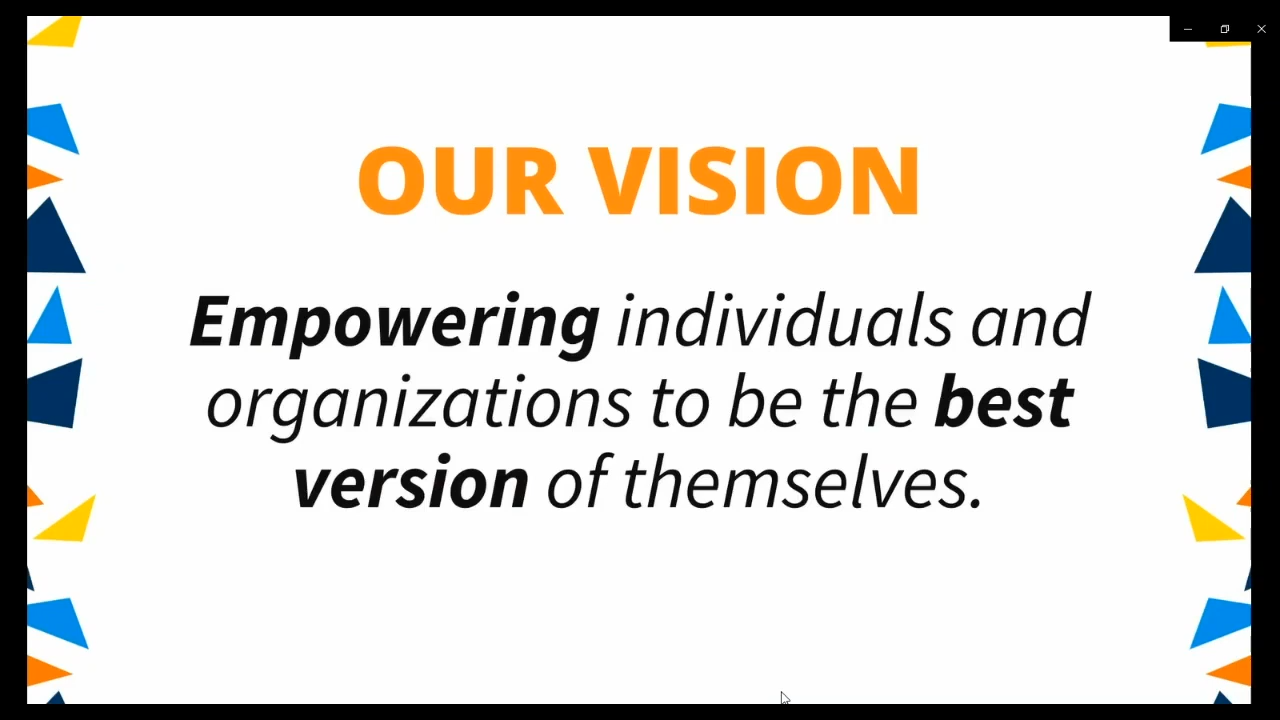 OUR VISION
Empowering individuals and
organizations to be the best
version of themselves.